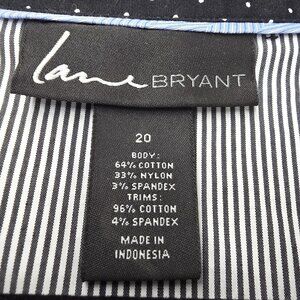 lane BRYANT
20
BODY:
64% COTTON
33% NYLON
3% SPANDEX
TRIMS:
96% COTTON
4% SPANDEX
MADE IN
INDONESIA